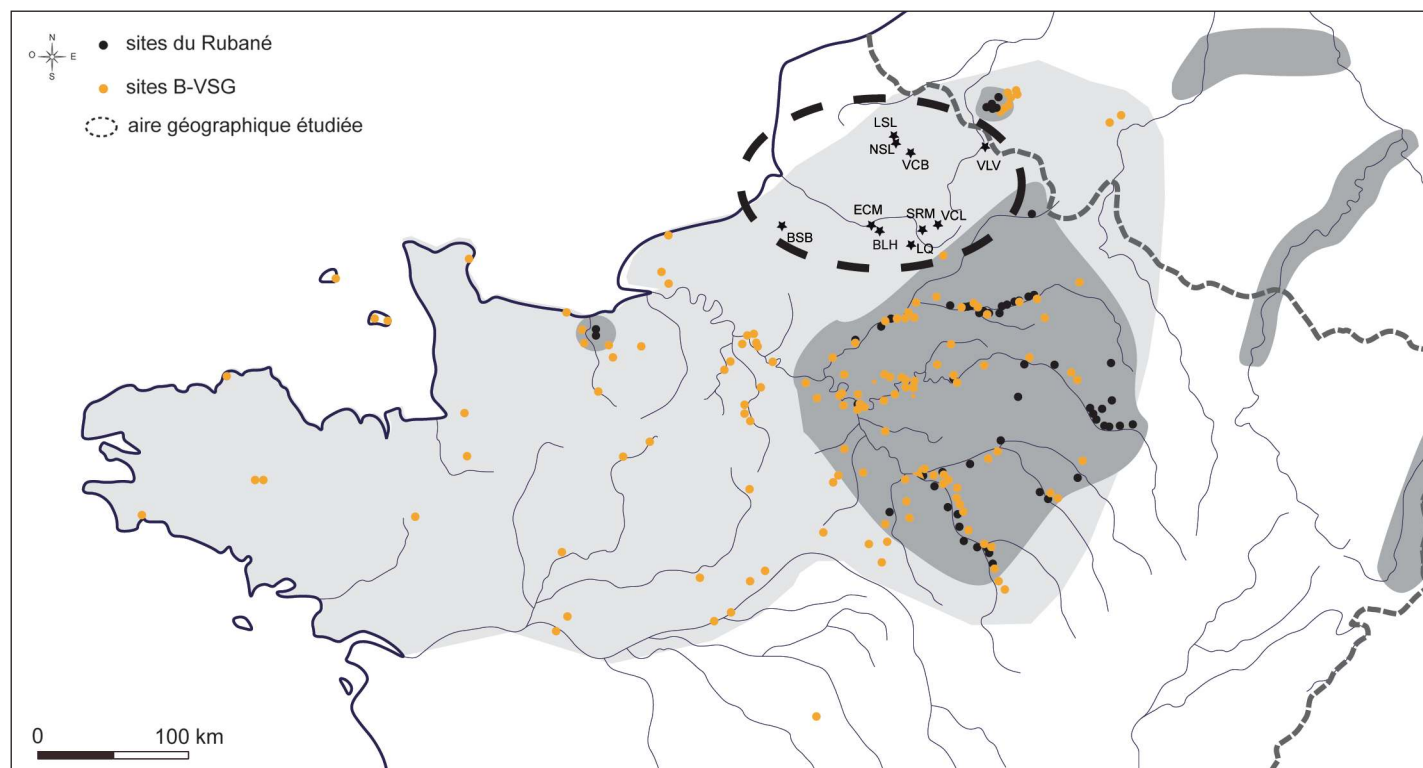 N
O E
S
sites du Rubané
sites B-VSG
aire géographique étudiée
LSL
NSL
VCB
VLV
ECM
SRM
VCL
BSB
BLH
LQ
0 100 km